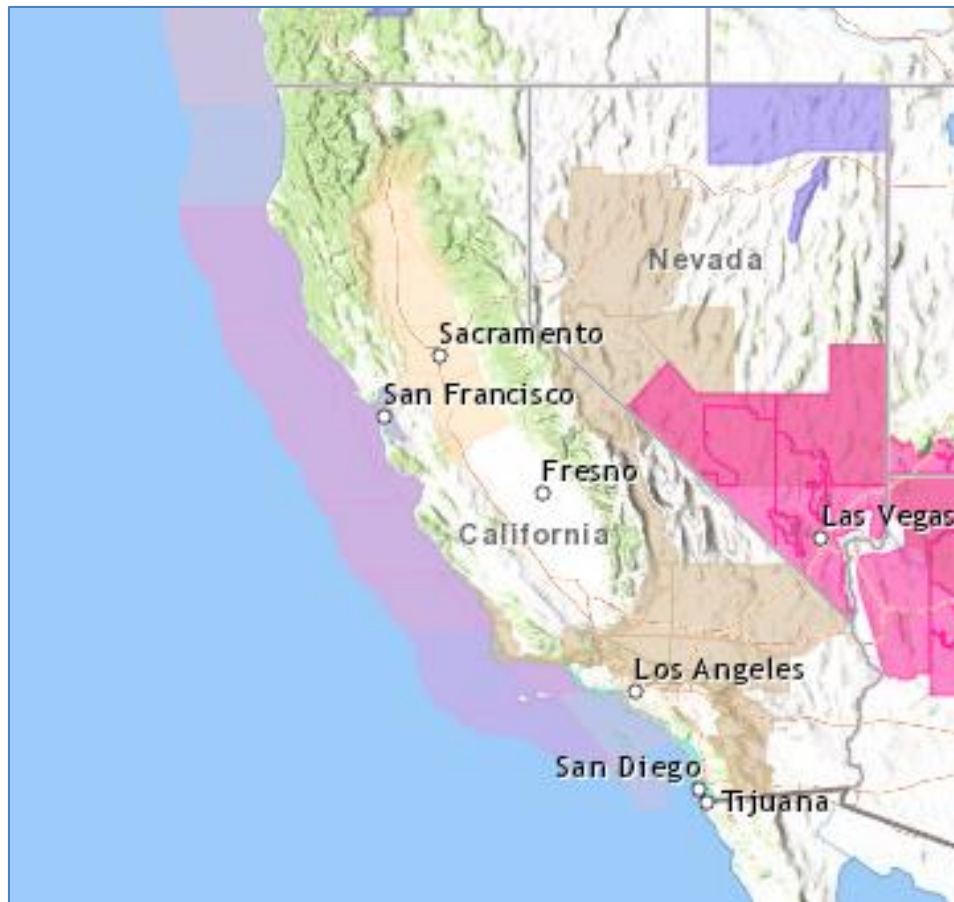 Nevada
Sacramento
San Francisco
Fresno
Las Vegas
California
Los Angeles
San Diego
Tijuana